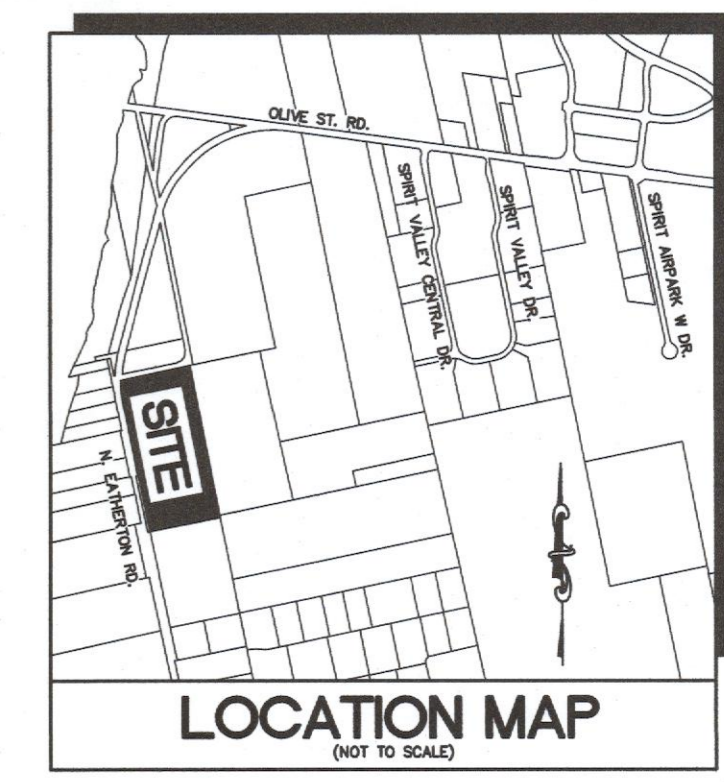 OLIVE ST. RD.
SPIRIT VALLEY CENTRAL DR.
SPIRIT VALLEY DR.
SPIRIT AIRPARK W DR.
SITE
N. EATHERTON RD.
LOCATION MAP
(NOT TO SCALE)